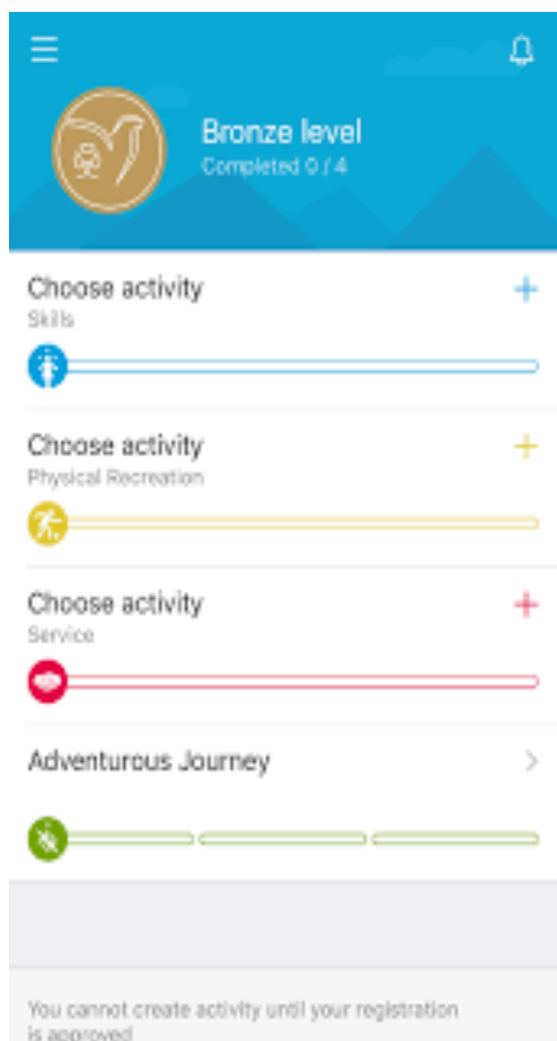 Bronze level
Completed 0 / 4
Choose activity
Skills
Choose activity
Physical Recreation
Choose activity
Service
Adventurous Journey
You cannot create activity until your registration
is approved